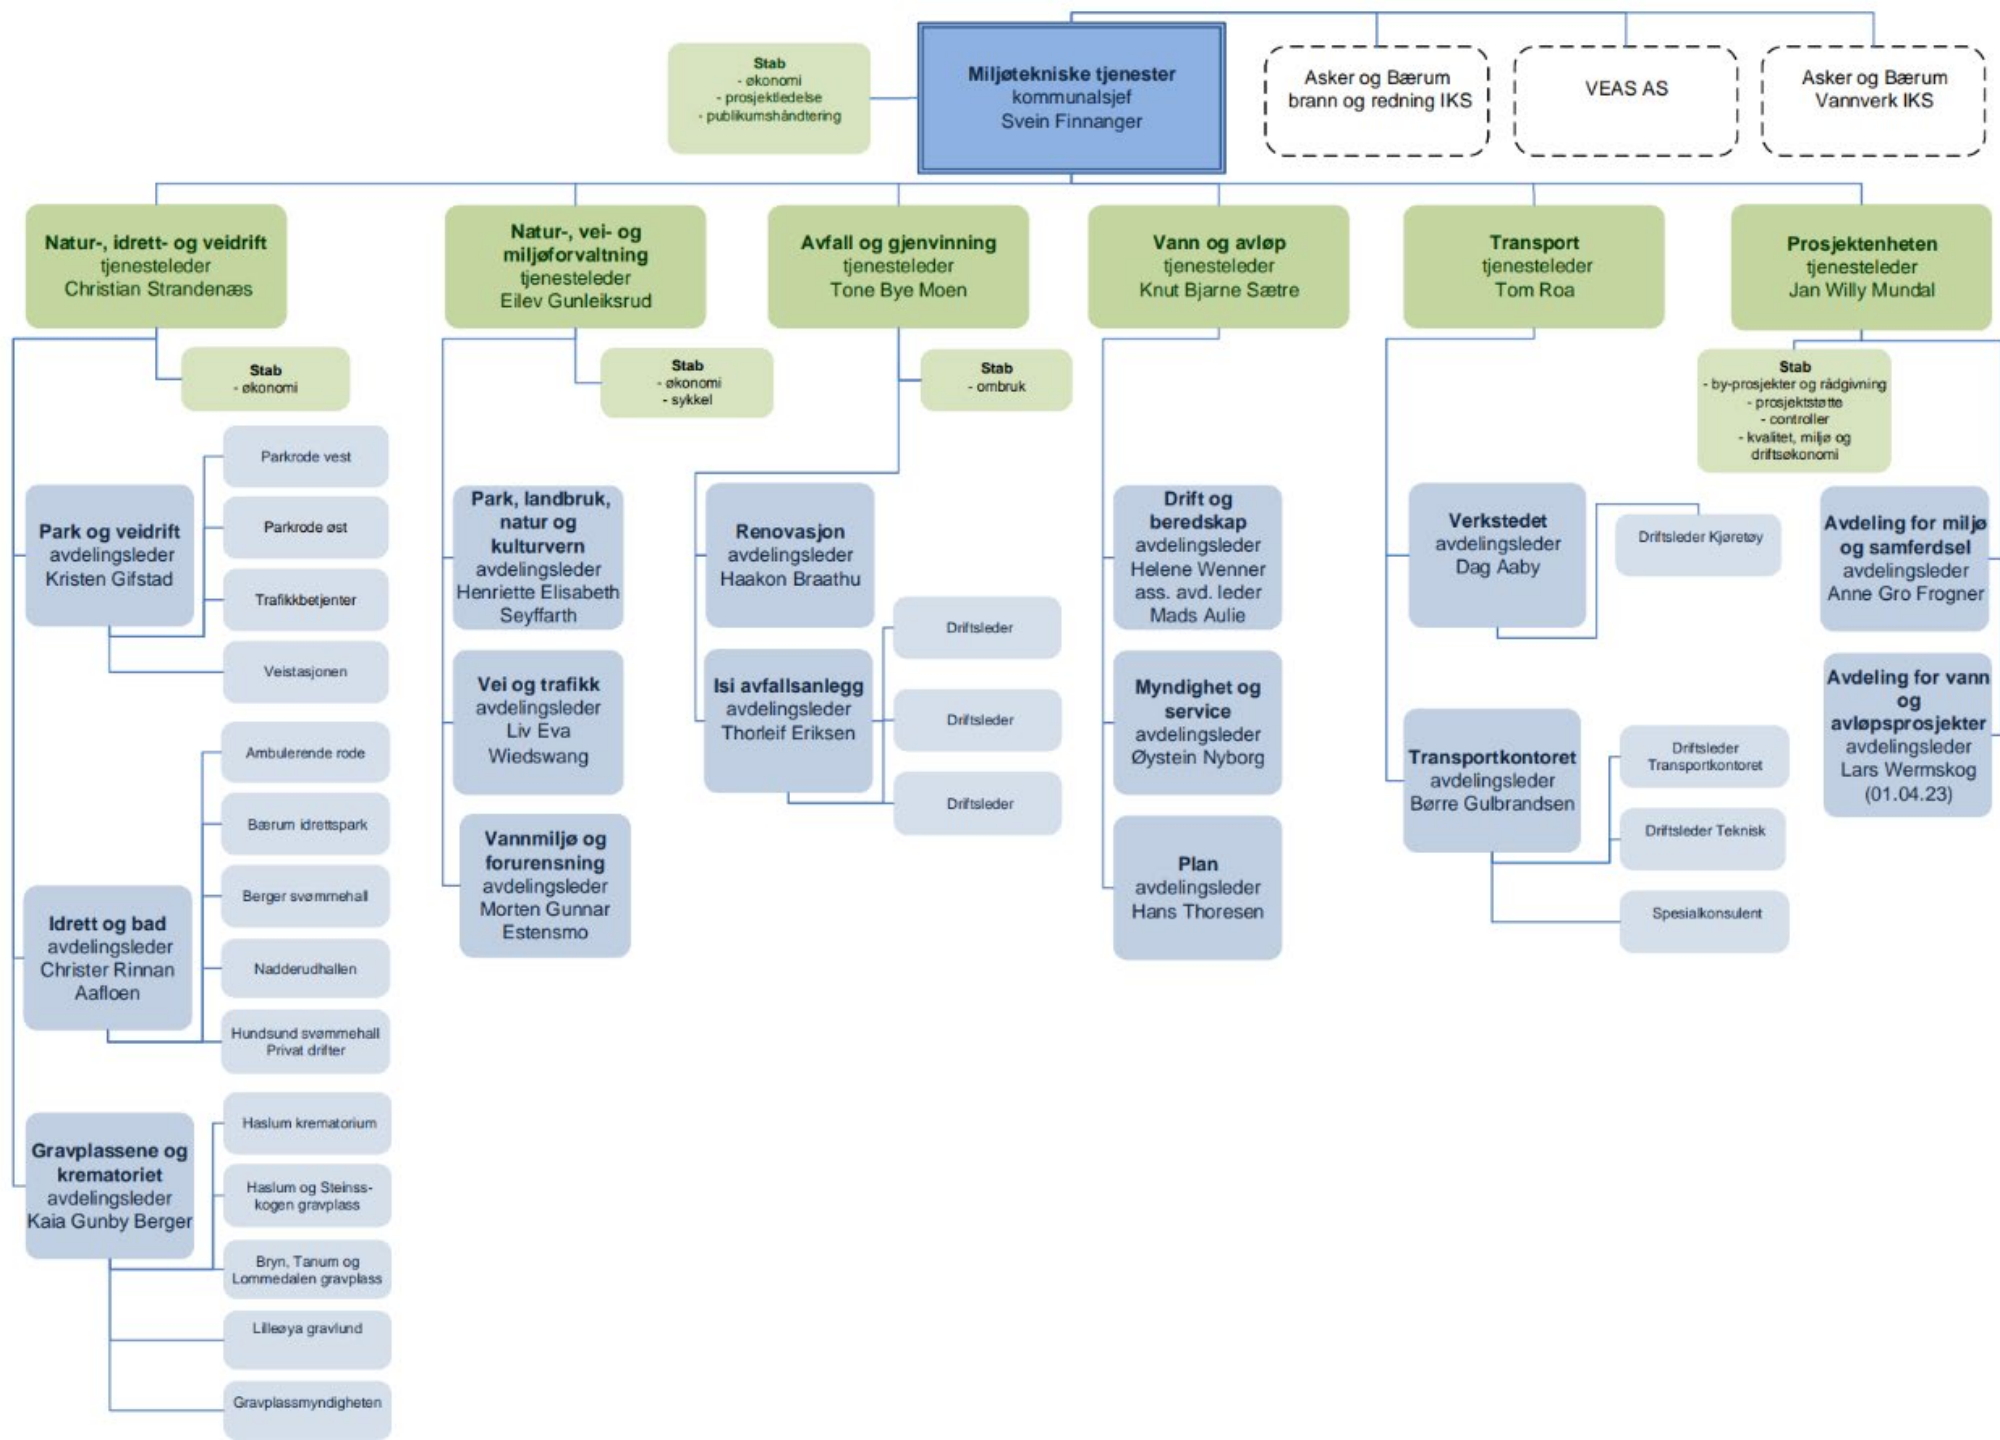 Stab
- økonomi
- prosjektledelse
- publikumshåndtering
Miljøtekniske tjenester
kommunalsjef
Svein Finnanger
Asker og Bærum
brann og redning IKS
VEAS AS
Asker og Bærum
Vannverk IKS
Natur-, idrett- og veidrift
tjenesteleder
Christian Strandenæs
Natur-, vei- og
miljøforvaltning
tjenesteleder
Eilev Gunleiksrud
Avfall og gjenvinning
tjenesteleder
Tone Bye Moen
Vann og avløp
tjenesteleder
Knut Bjarne Sætre
Transport
tjenesteleder
Tom Roa
Prosjektenheten
tjenesteleder
Jan Willy Mundal
Stab
- økonomi
Stab
- økonomi
- sykkel
Stab
- ombruk
Stab
- by-prosjekter og rådgivning
- prosjektstøtte
- controller
- kvalitet, miljø og
driftsøkonomi
Park og veidrift
avdelingsleder
Kristen Gifstad
Parkrode vest
Parkrode øst
Trafikkbetjenter
Veistasjonen
Idrett og bad
avdelingsleder
Christer Rinnan
Aafloen
Ambulerende rode
Bærum idrettspark
Berger svømmehall
Nadderudhallen
Hundsund svømmehall
Privat drifter
Gravplassene og
krematoriet
avdelingsleder
Kaia Gunby Berger
Haslum krematorium
Haslum og Steinss-
kogen gravplass
Bryn, Tanum og
Lommedalen gravplass
Lilleøya gravlund
Gravplassmyndigheten
Park, landbruk,
natur og
kulturvern
avdelingsleder
Henriette Elisabeth
Seyffarth
Vei og trafikk
avdelingsleder
Liv Eva
Wiedswang
Vannmiljø og
forurensning
avdelingsleder
Morten Gunnar
Estensmo
Renovasjon
avdelingsleder
Haakon Braathu
Isi avfallsanlegg
avdelingsleder
Thorleif Eriksen
Driftsleder
Driftsleder
Driftsleder
Drift og
beredskap
avdelingsleder
Helene Wenner
ass. avd. leder
Mads Aulie
Myndighet og
service
avdelingsleder
Øystein Nyborg
Plan
avdelingsleder
Hans Thoresen
Verkstedet
avdelingsleder
Dag Aaby
Driftsleder Kjøretøy
Transportkontoret
avdelingsleder
Børre Gulbrandsen
Driftsleder
Transportkontoret
Driftsleder Teknisk
Spesialkonsulent
Avdeling for miljø
og samferdsel
avdelingsleder
Anne Gro Frogner
Avdeling for vann
og
avløpsprosjekter
avdelingsleder
Lars Wermskog
(01.04.23)